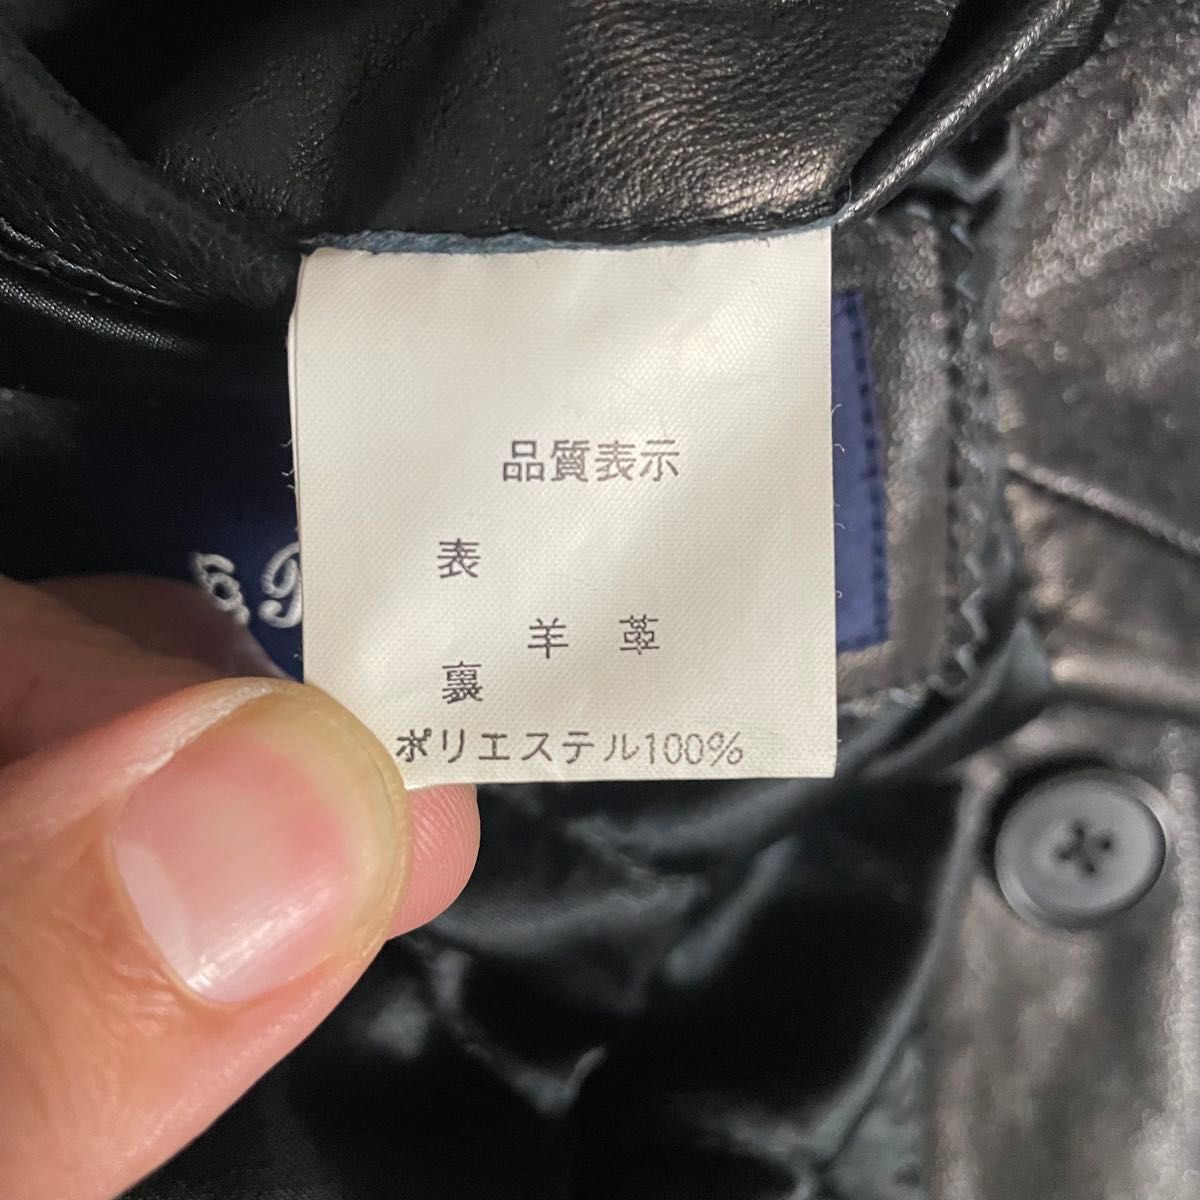 品質表示
表
羊 革
裏
ポリエステル100%